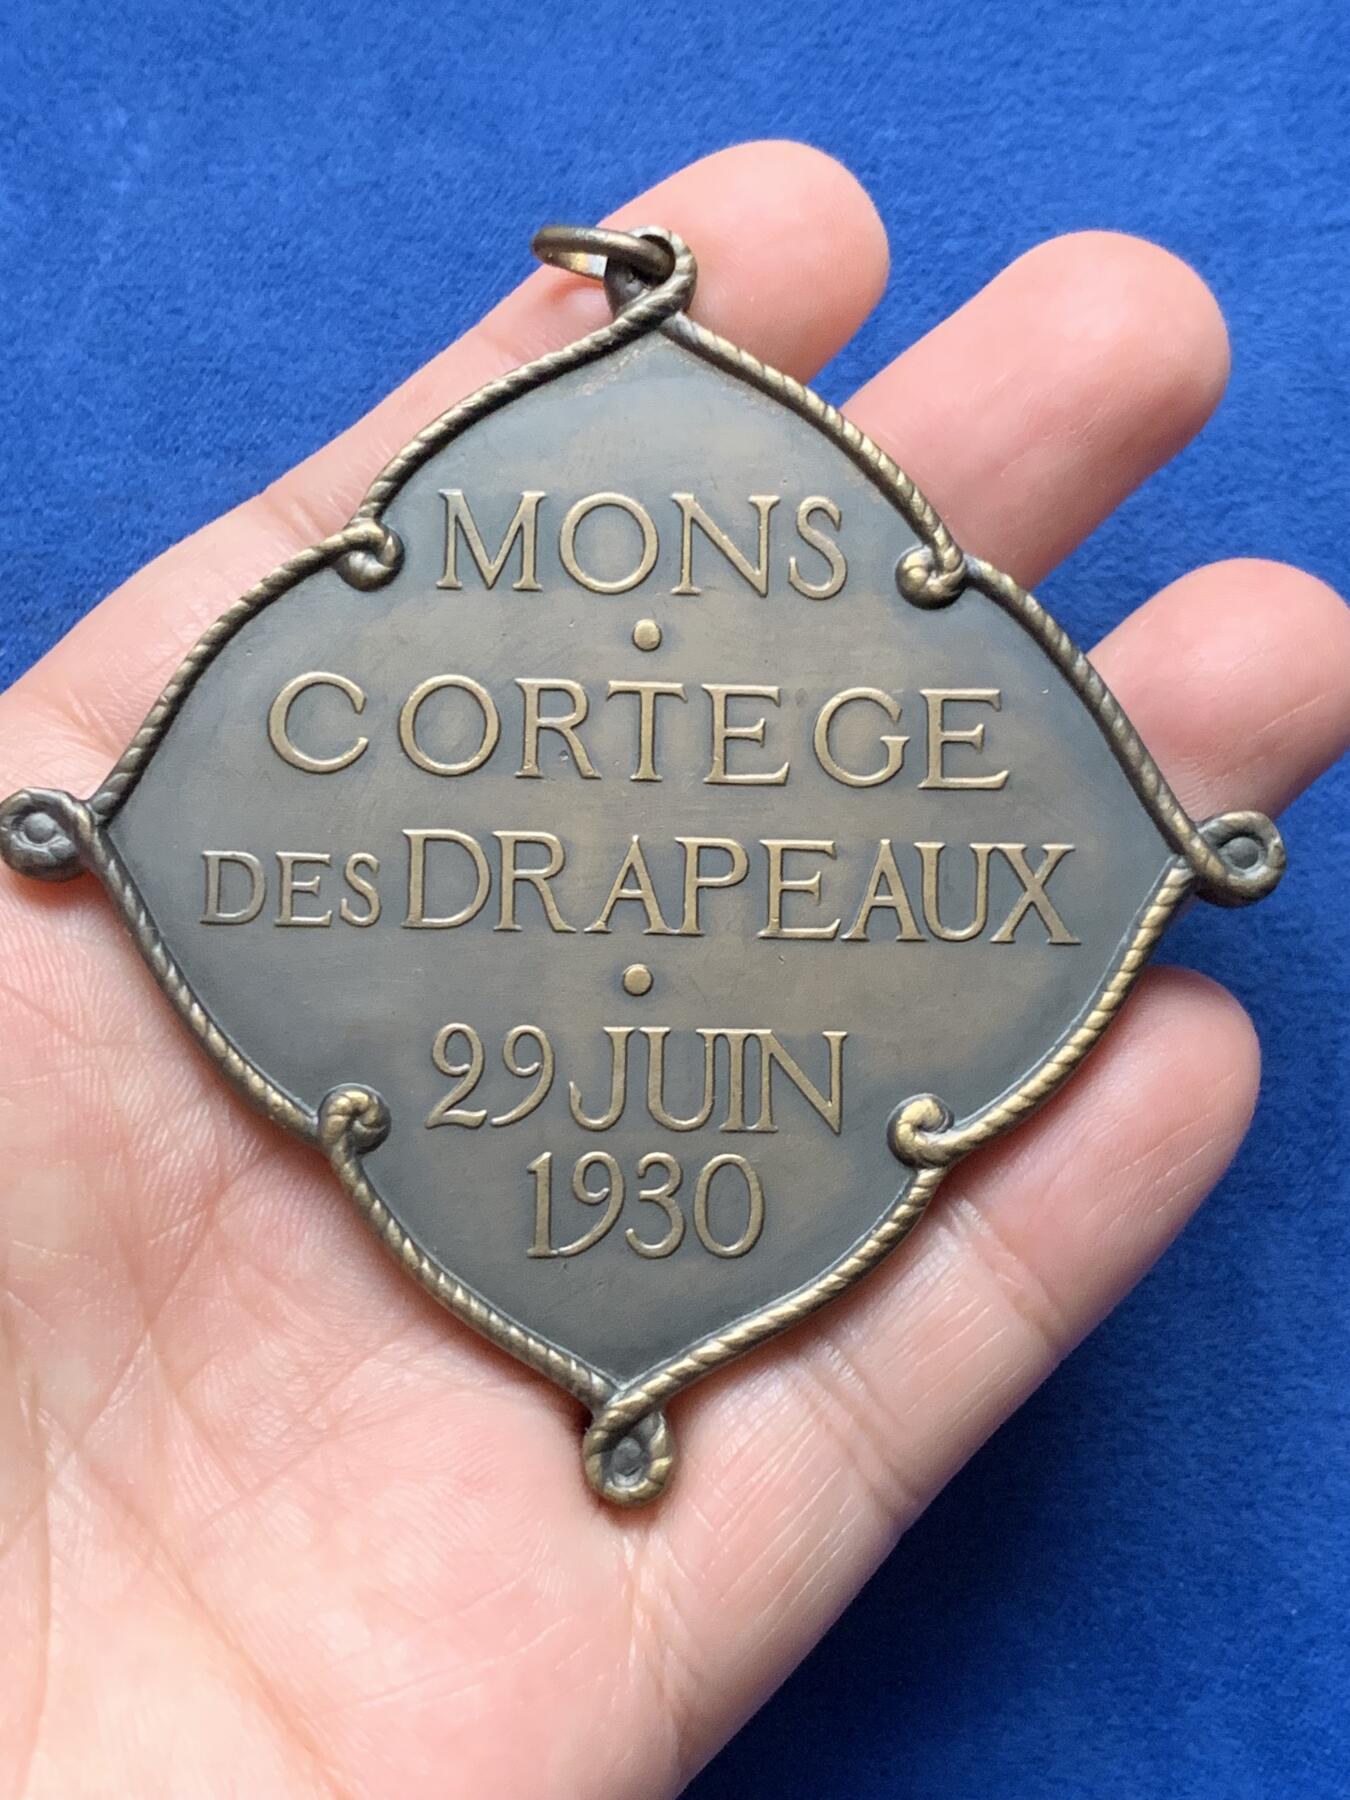 MONS
CORTEGE
DES DRAPEAUX
29 JUIN
1930